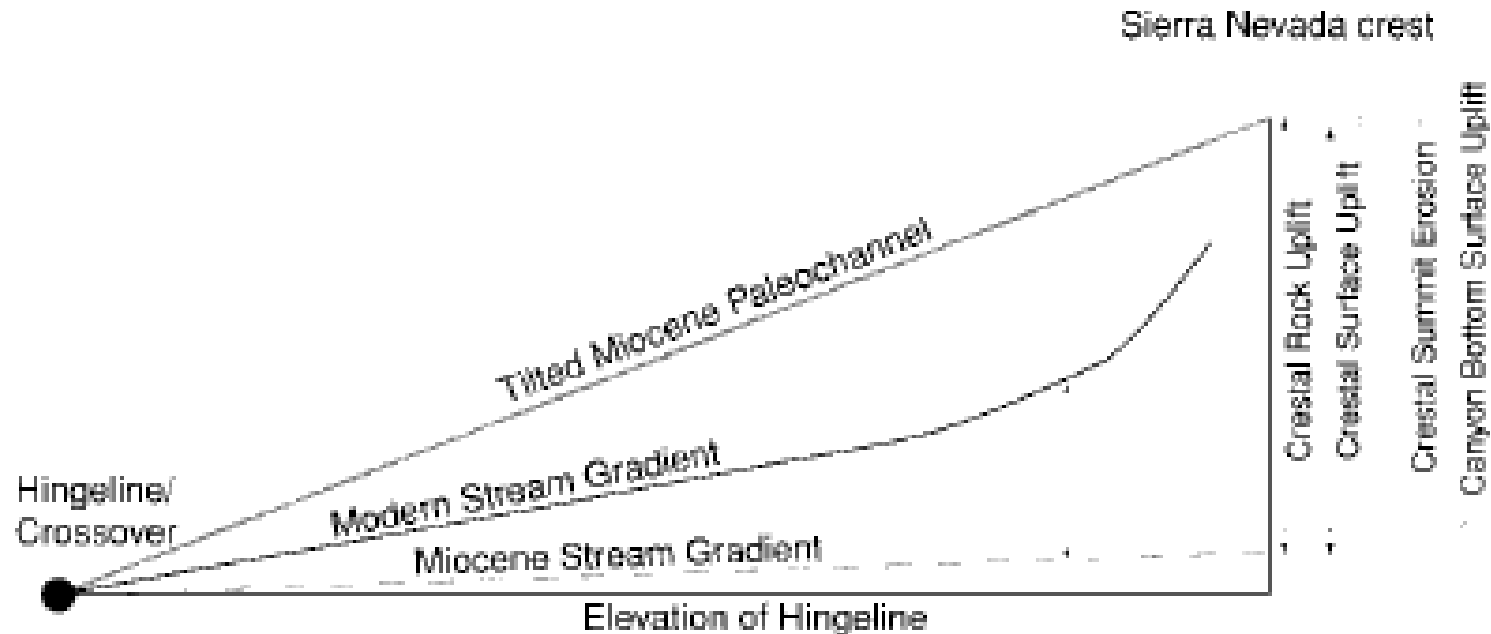 Sierra Nevada crest
Tilted Miocene Paleochannel
Modern Stream Gradient
Hingeline/
Crossover
Miocene Stream Gradient
Elevation of Hingeline
Crestal Rock Uplift
Crestal Surface Uplift
Crestal Summit Erosion
Canyon Bottom Surface Uplift